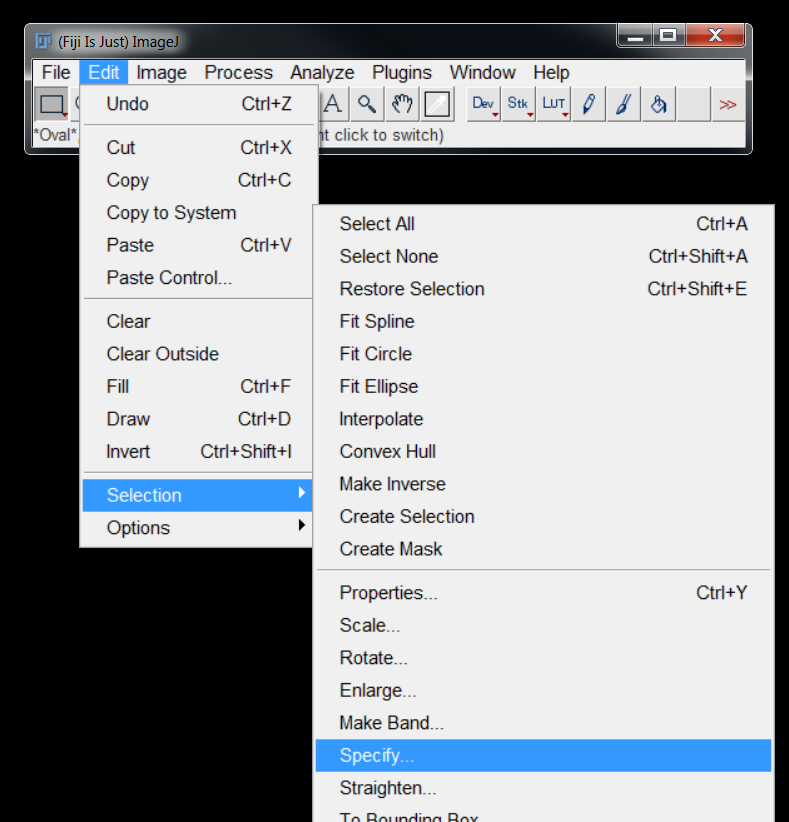 (Fiji Is Just) ImageJ
File Edit Image Process Analyze Plugins Window Help
A Dev Stk LUT >>
*Oval* nt click to switch)
Undo Ctrl+Z
Cut Ctrl+X
Copy Ctrl+C
Copy to System
Paste Ctrl+V
Paste Control...
Clear
Clear Outside
Fill Ctrl+F
Draw Ctrl+D
Invert Ctrl+Shift+I
Selection
Options
Select All Ctrl+A
Select None Ctrl+Shift+A
Restore Selection Ctrl+Shift+E
Fit Spline
Fit Circle
Fit Ellipse
Interpolate
Convex Hull
Make Inverse
Create Selection
Create Mask
Properties... Ctrl+Y
Scale...
Rotate...
Enlarge...
Make Band...
Specify...
Straighten...
To Bounding Box